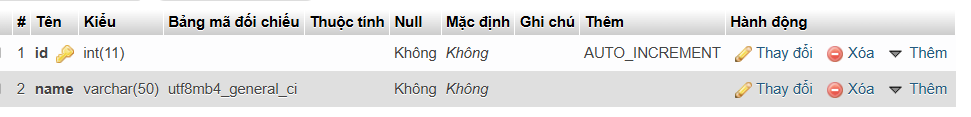 # Tên Kiểu Bảng mã đối chiếu Thuộc tính Null Mặc định Ghi chú Thêm Hành động
1 id int(11) Không Không AUTO_INCREMENT Thay đổi Xóa Thêm
2 name varchar(50) utf8mb4_general_ci Không Không Thay đổi Xóa Thêm